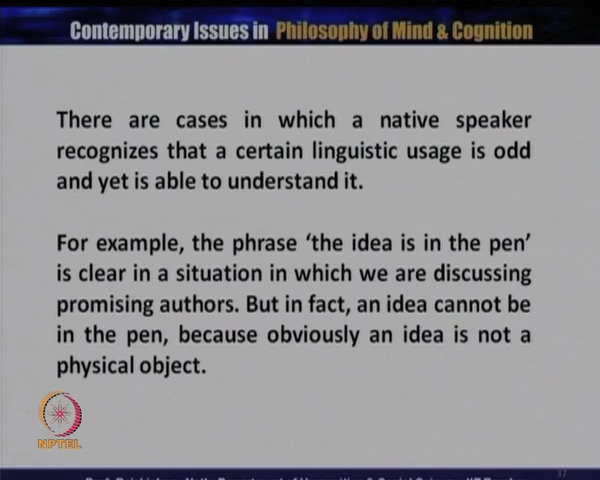 Contemporary Issues in Philosophy of Mind & Cognition
There are cases in which a native speaker
recognizes that a certain linguistic usage is odd
and yet is able to understand it.
For example, the phrase ‘the idea is in the pen’
is clear in a situation in which we are discussing
promising authors. But in fact, an idea cannot be
in the pen, because obviously an idea is not a
physical object.
NPTEL
37